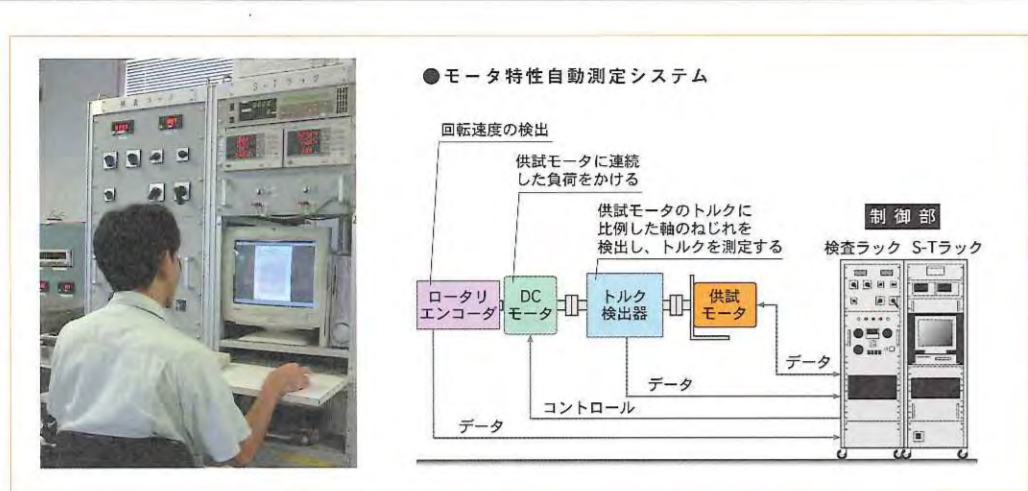 検査ラック
S-Tラック
●モータ特性自動測定システム
回転速度の検出
供試モータに連続
した負荷をかける
供試モータのトルクに
比例した軸のねじれを
検出し、トルクを測定する
制御部
検査ラック S-Tラック
ロータリ
エンコーダ
DC
モータ
トルク
検出器
供試
モータ
データ
データ
コントロール
データ